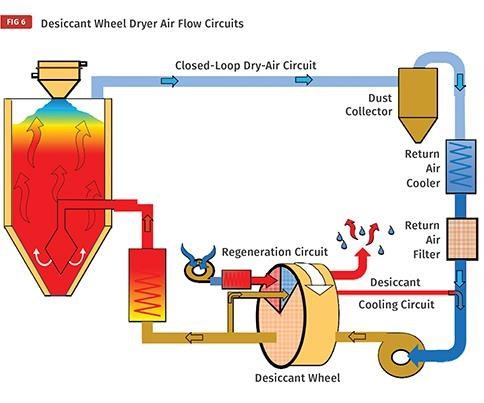 FIG 6
Desiccant Wheel Dryer Air Flow Circuits
Closed-Loop Dry-Air Circuit
Dust
Collector
Return
Air
Cooler
Return
Air
Filter
Regeneration Circuit
Desiccant
Cooling Circuit
Desiccant Wheel